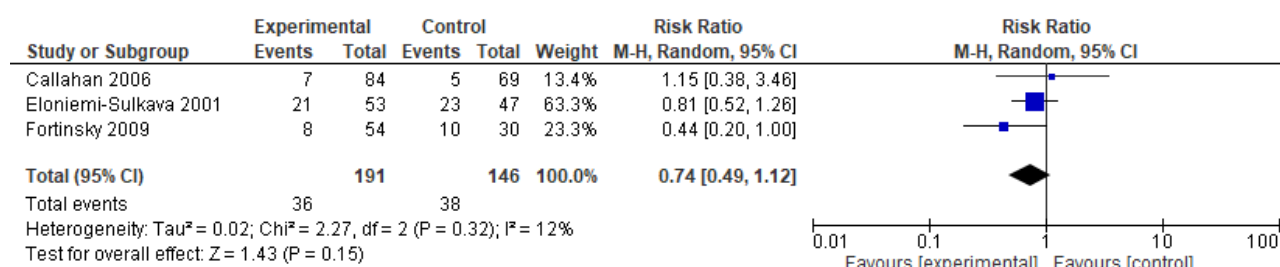 Experimental Control Risk Ratio Risk Ratio
Study or Subgroup Events Total Events Total Weight M-H, Random, 95% CI M-H, Random, 95% CI
Callahan 2006 7 84 5 69 13.4% 1.15 [0.38, 3.46]
Eloniemi-Sulkava 2001 21 53 23 47 63.3% 0.81 [0.52, 1.26]
Fortinsky 2009 8 54 10 30 23.3% 0.44 [0.20, 1.00]
Total (95% CI) 191 146 100.0% 0.74 [0.49, 1.12]
Total events 36 38
Heterogeneity: Tau² = 0.02; Chi² = 2.27, df = 2 (P = 0.32); I² = 12%
Test for overall effect: Z = 1.43 (P = 0.15)
0.01 0.1 1 10 100
Favours [experimental] Favours [control]